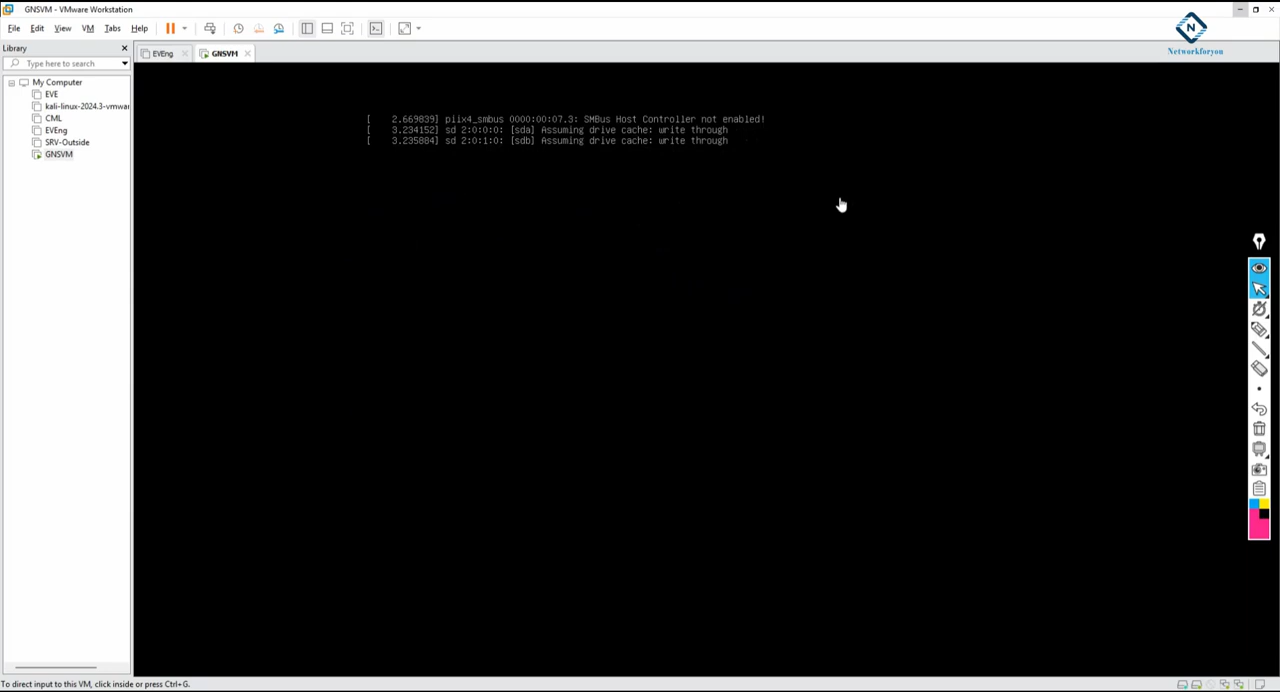 GNSVM - VMware Workstation
File Edit View VM Tabs Help
Library
Type here to search
My Computer
EVE
kali-linux-2024.3-vmwar
CML
EVEng
SRV-Outside
GNSVM
EVEng
GNSVM
N
Networkforyou
[    2.669839] piix4_smbus 0000:00:07.3: SMBus Host Controller not enabled!
[    3.234152] sd 2:0:0:0: [sda] Assuming drive cache: write through
[    3.235884] sd 2:0:1:0: [sdb] Assuming drive cache: write through
To direct input to this VM, click inside or press Ctrl+G.